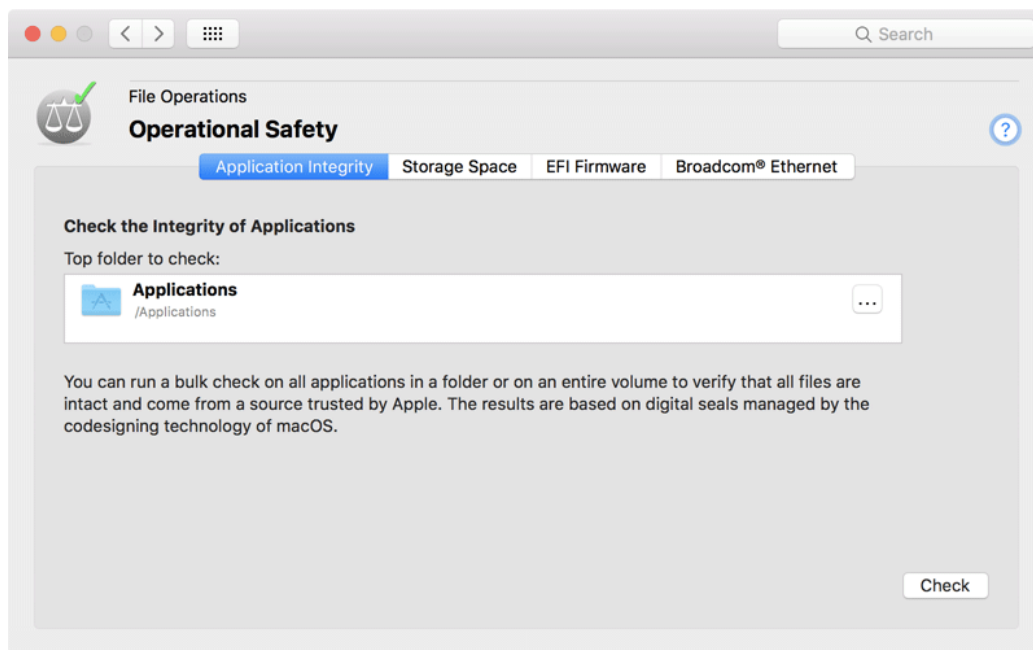 Search
File Operations
Operational Safety
?
Application Integrity Storage Space EFI Firmware Broadcom® Ethernet
Check the Integrity of Applications
Top folder to check:
Applications
/Applications
...
You can run a bulk check on all applications in a folder or on an entire volume to verify that all files are
intact and come from a source trusted by Apple. The results are based on digital seals managed by the
codesigning technology of macOS.
Check